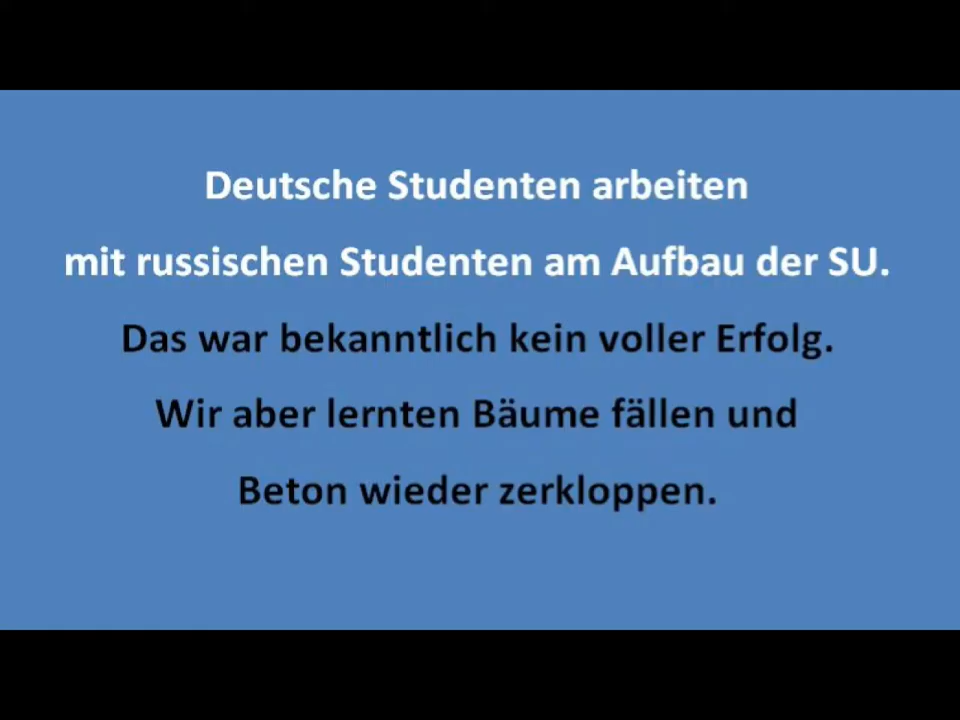 Deutsche Studenten arbeiten
mit russischen Studenten am Aufbau der SU.
Das war bekanntlich kein voller Erfolg.
Wir aber lernten Bäume fällen und
Beton wieder zerkloppen.